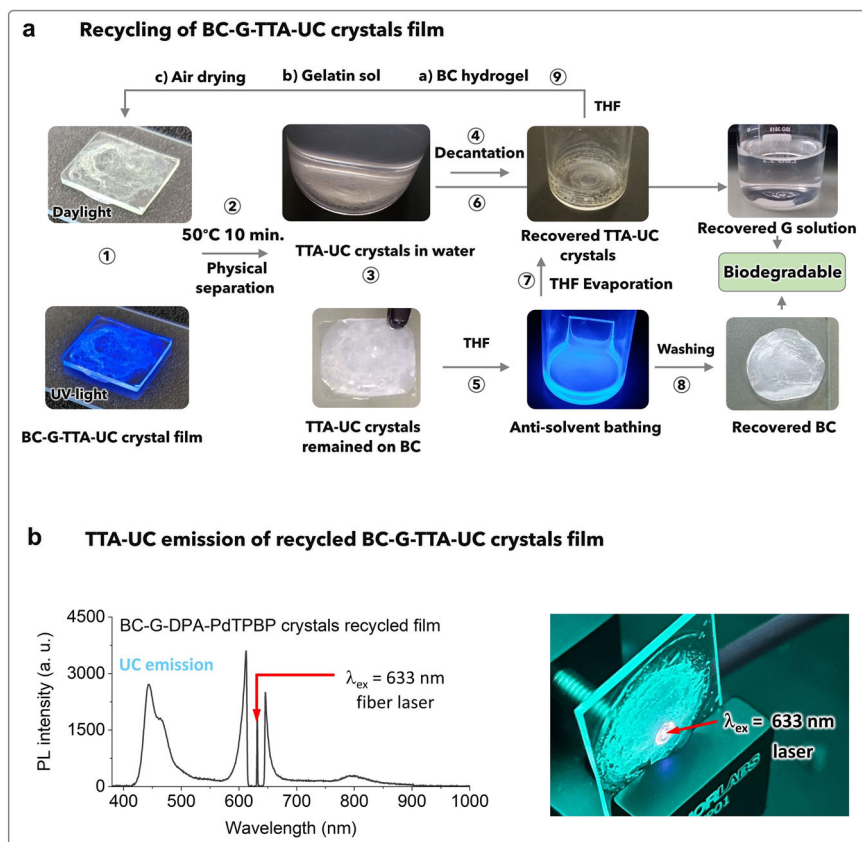 a Recycling of BC-G-TTA-UC crystals film
c) Air drying b) Gelatin sol a) BC hydrogel ⑨
THF
④
Decantation
⑥
②
50°C 10 min.
Physical
separation
Daylight
①
TTA-UC crystals in water
③
Recovered TTA-UC
crystals
Recovered G solution
Biodegradable
⑦ THF Evaporation
UV-light
BC-G-TTA-UC crystal film
TTA-UC crystals
remained on BC
THF
⑤
Anti-solvent bathing
Washing
⑧
Recovered BC
b TTA-UC emission of recycled BC-G-TTA-UC crystals film
PL intensity (a. u.)
4500
3000
1500
0
BC-G-DPA-PdTPBP crystals recycled film
UC emission
λex = 633 nm
fiber laser
400 500 600 700 800 900 1000
Wavelength (nm)
λex = 633 nm
laser